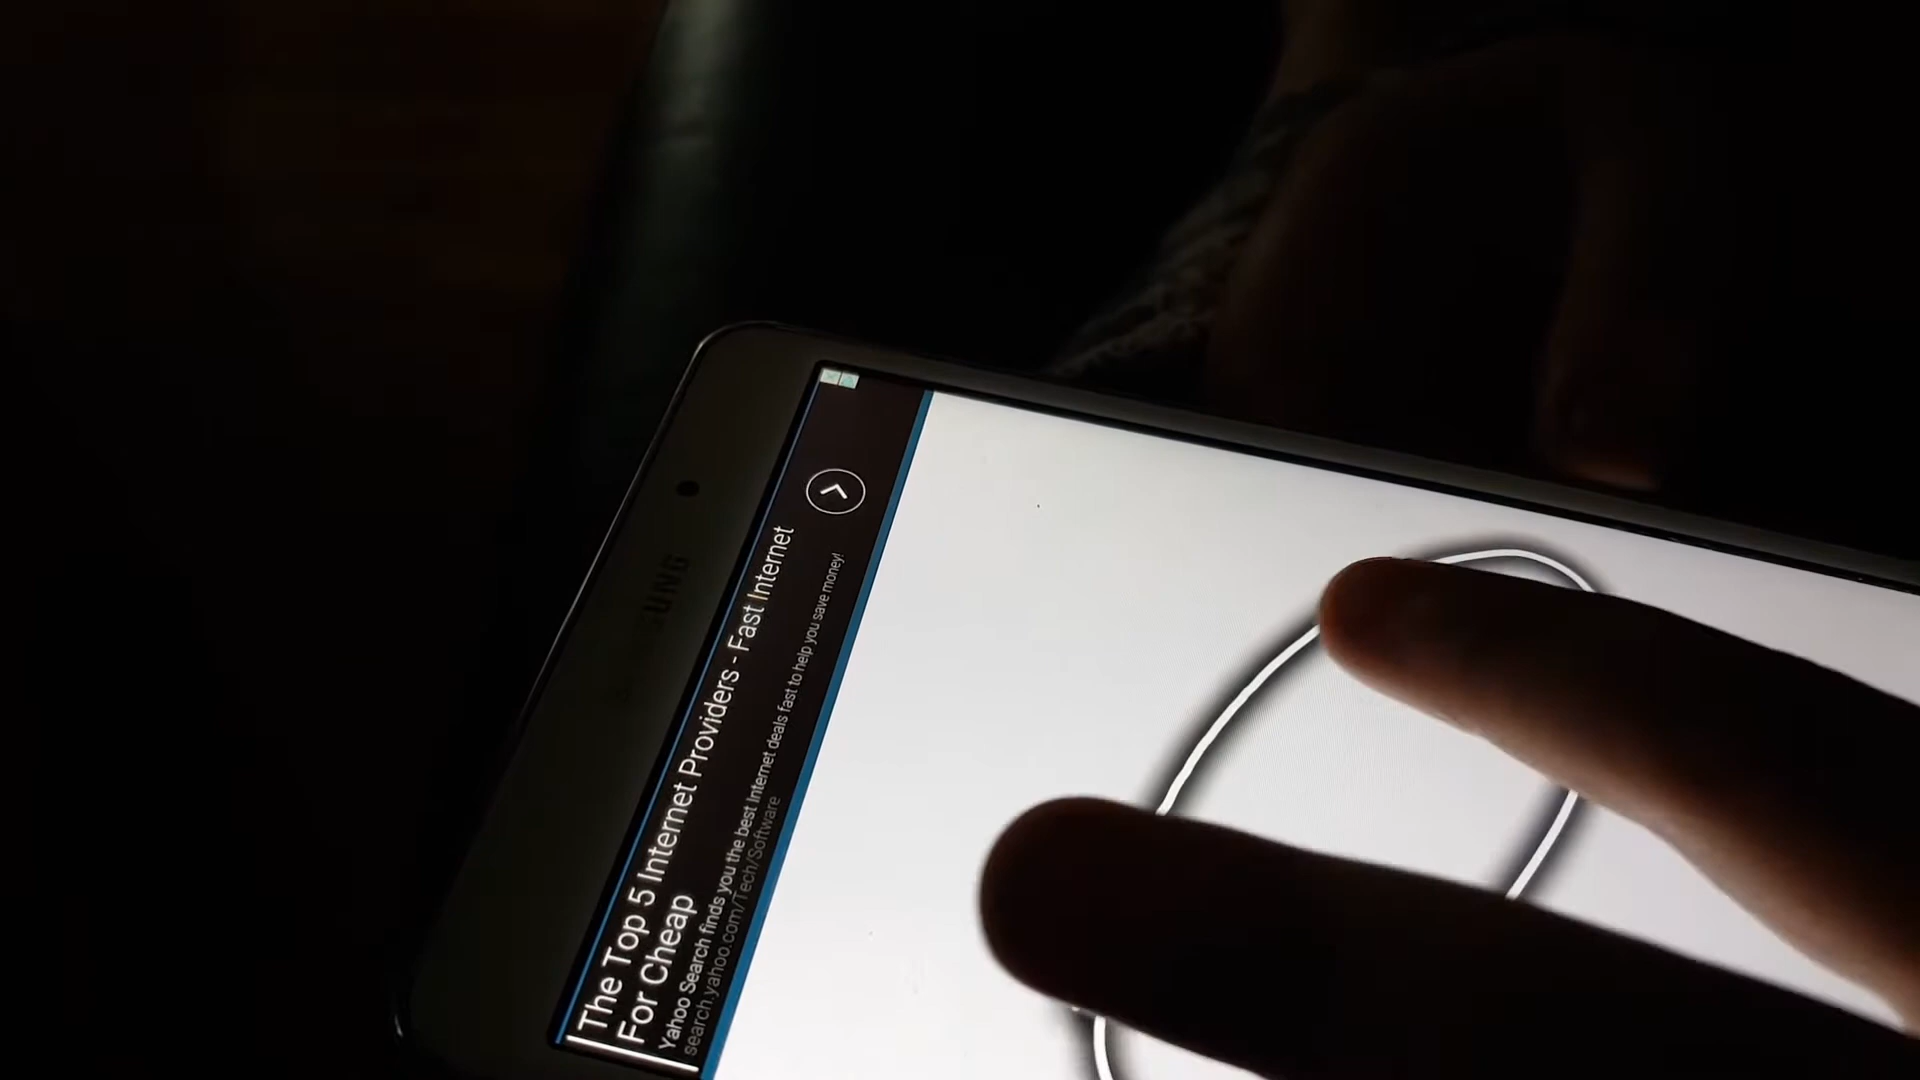 The Top 5 Internet Providers - Fast Internet
For Cheap
Yahoo Search finds you the best Internet deals fast to help you save money!
search.yahoo.com/Tech/Software